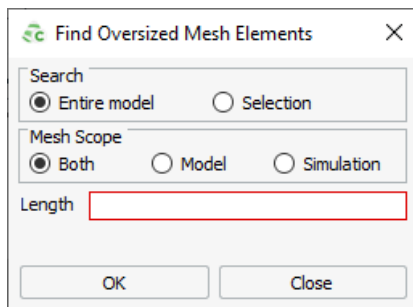 Find Oversized Mesh Elements
Search
Entire model Selection
Mesh Scope
Both Model Simulation
Length
OK Close